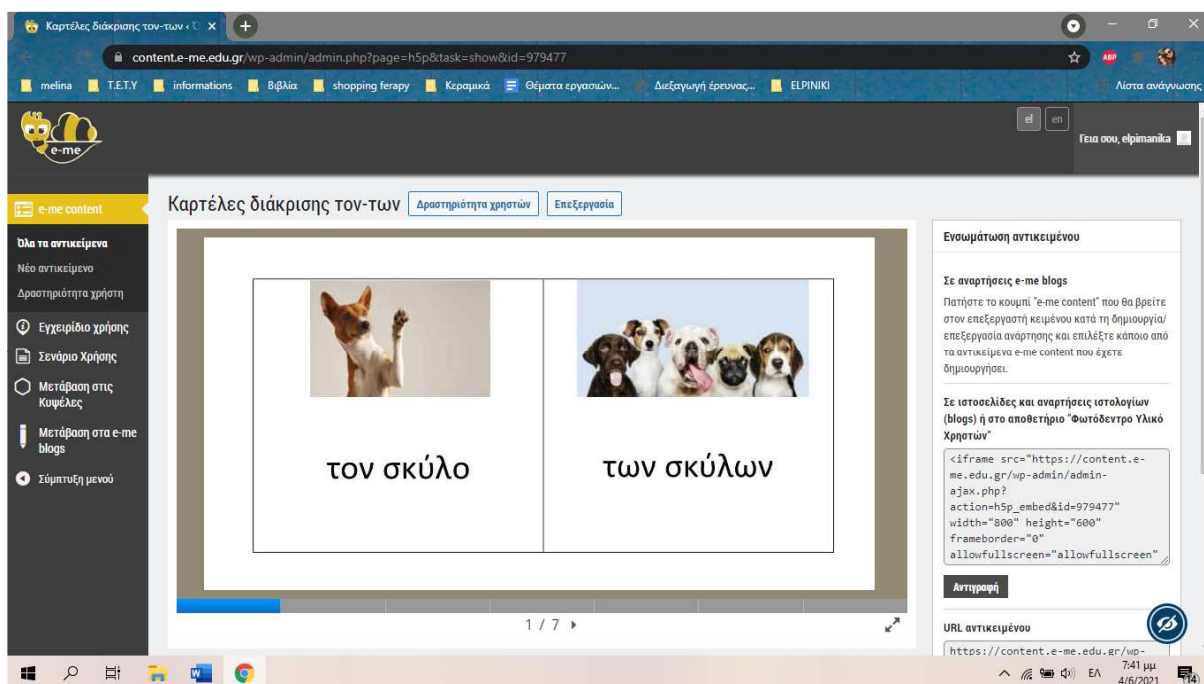 Καρτέλες διάκρισης τον-των ‹
content.e-me.edu.gr/wp-admin/admin.php?page=h5p&task=show&id=979477
ABP
melina
T.E.T.Y
informations
Βιβλία
shopping ferapy
Κεραμικά
Θέματα εργασιών...
Διεξαγωγή έρευνας...
ELPINIKI
Λίστα ανάγνωσης
e-me
el
en
Γεια σου, elpimanika
e-me content
Όλα τα αντικείμενα
Νέο αντικείμενο
Δραστηριότητα χρήστη
Εγχειρίδιο χρήσης
Σενάριο Χρήσης
Μετάβαση στις
Κυψέλες
Μετάβαση στα e-me
blogs
Σύμπτυξη μενού
Καρτέλες διάκρισης τον-των
Δραστηριότητα χρηστών
Επεξεργασία
τον σκύλο
των σκύλων
1 / 7
Ενσωμάτωση αντικειμένου
Σε αναρτήσεις e-me blogs
Πατήστε το κουμπί "e-me content" που θα βρείτε
στον επεξεργαστή κειμένου κατά τη δημιουργία/
επεξεργασία ανάρτησης και επιλέξτε κάποιο από
τα αντικείμενα e-me content που έχετε
δημιουργήσει.
Σε ιστοσελίδες και αναρτήσεις ιστολογίων
(blogs) ή στο αποθετήριο "Φωτόδεντρο Υλικό
Χρηστών"
<iframe src="https://content.e-
me.edu.gr/wp-admin/admin-
ajax.php?
action=h5p_embed&id=979477"
width="800" height="600"
frameborder="0"
allowfullscreen="allowfullscreen"
Αντιγραφή
URL αντικειμένου
https://content.e-me.edu.gr/wp-
ΕΛ
7:41 μμ
4/6/2021
14